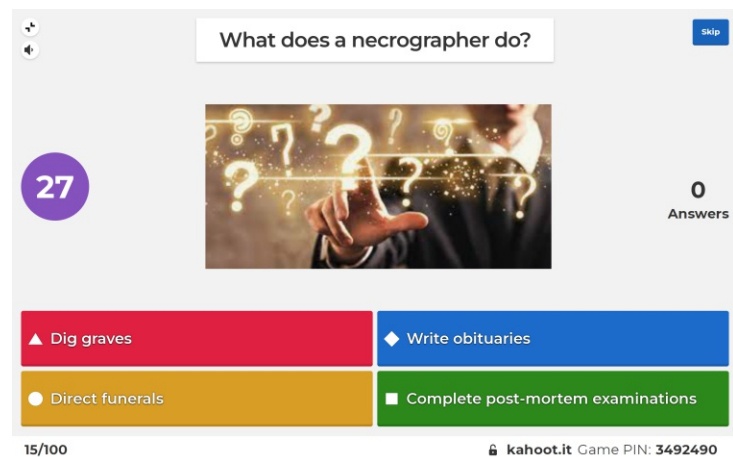 What does a necrographer do?
Skip
27
0
Answers
Dig graves
Write obituaries
Direct funerals
Complete post-mortem examinations
15/100
kahoot.it Game PIN: 3492490